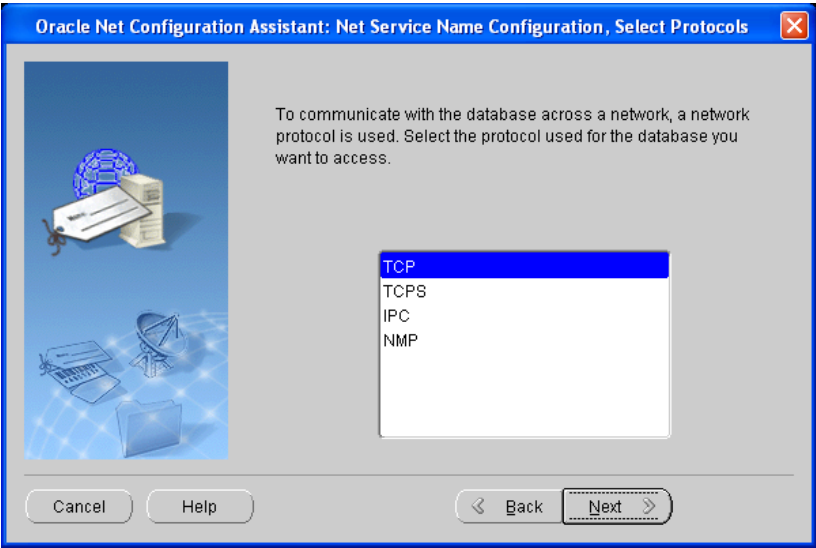 Oracle Net Configuration Assistant: Net Service Name Configuration, Select Protocols
To communicate with the database across a network, a network
protocol is used. Select the protocol used for the database you
want to access.
TCP
TCPS
IPC
NMP
Cancel Help Back Next